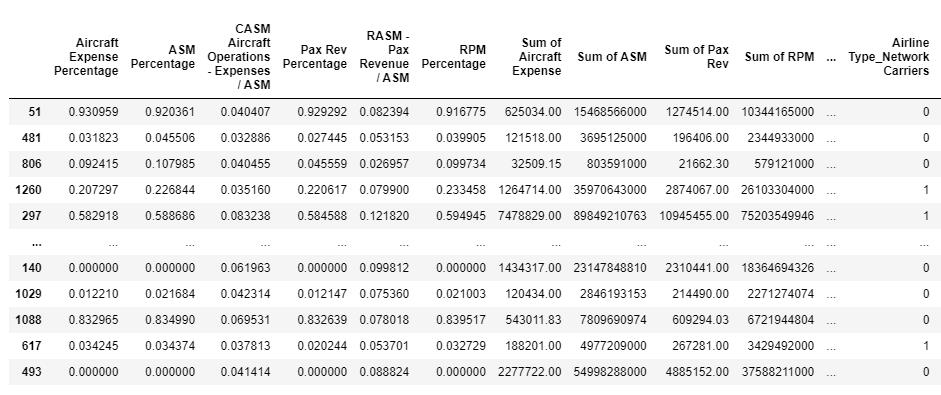 Aircraft Expense Percentage ASM Percentage CASM Aircraft Operations - Expenses / ASM Pax Rev Percentage RASM - Pax Revenue / ASM RPM Percentage Sum of Aircraft Expense Sum of ASM Sum of Pax Rev Sum of RPM ... Airline Type_Network Carriers
51 0.930959 0.920361 0.040407 0.929292 0.082394 0.916775 625034.00 15468566000 1274514.00 10344165000 ... 0
481 0.031823 0.045506 0.032886 0.027445 0.053153 0.039905 121518.00 3695125000 196406.00 2344933000 ... 0
806 0.092415 0.107985 0.040455 0.045559 0.026957 0.099734 32509.15 803591000 21662.30 579121000 ... 0
1260 0.207297 0.226844 0.035160 0.220617 0.079900 0.233458 1264714.00 35970643000 2874067.00 26103304000 ... 1
297 0.582918 0.588686 0.083238 0.584588 0.121820 0.594945 7478829.00 89849210763 10945455.00 75203549946 ... 1
... ... ... ... ... ... ... ... ... ... ... ... ...
140 0.000000 0.000000 0.061963 0.000000 0.099812 0.000000 1434317.00 23147848810 2310441.00 18364694326 ... 0
1029 0.012210 0.021684 0.042314 0.012147 0.075360 0.021003 120434.00 2846193153 214490.00 2271274074 ... 0
1088 0.832965 0.834990 0.069531 0.832639 0.078018 0.839517 543011.83 7809690974 609294.03 6721944804 ... 0
617 0.034245 0.034374 0.037813 0.020244 0.053701 0.032729 188201.00 4977209000 267281.00 3429492000 ... 1
493 0.000000 0.000000 0.041414 0.000000 0.088824 0.000000 2277722.00 54998288000 4885152.00 37588211000 ... 0